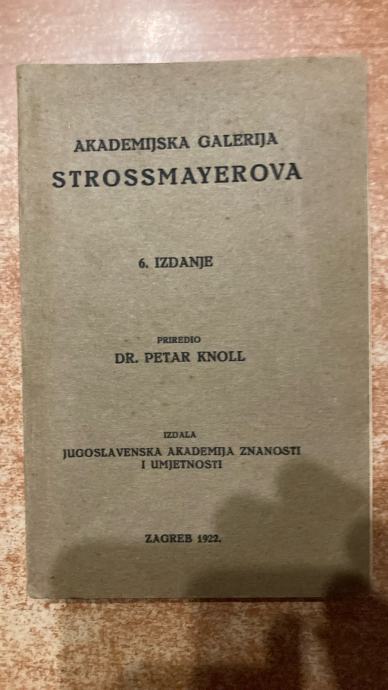 AKADEMIJSKA GALERIJA
STROSSMAYEROVA
6. IZDANJE
PRIREDIO
DR. PETAR KNOLL
IZDALA
JUGOSLAVENSKA AKADEMIJA ZNANOSTI
I UMJETNOSTI
ZAGREB 1922.